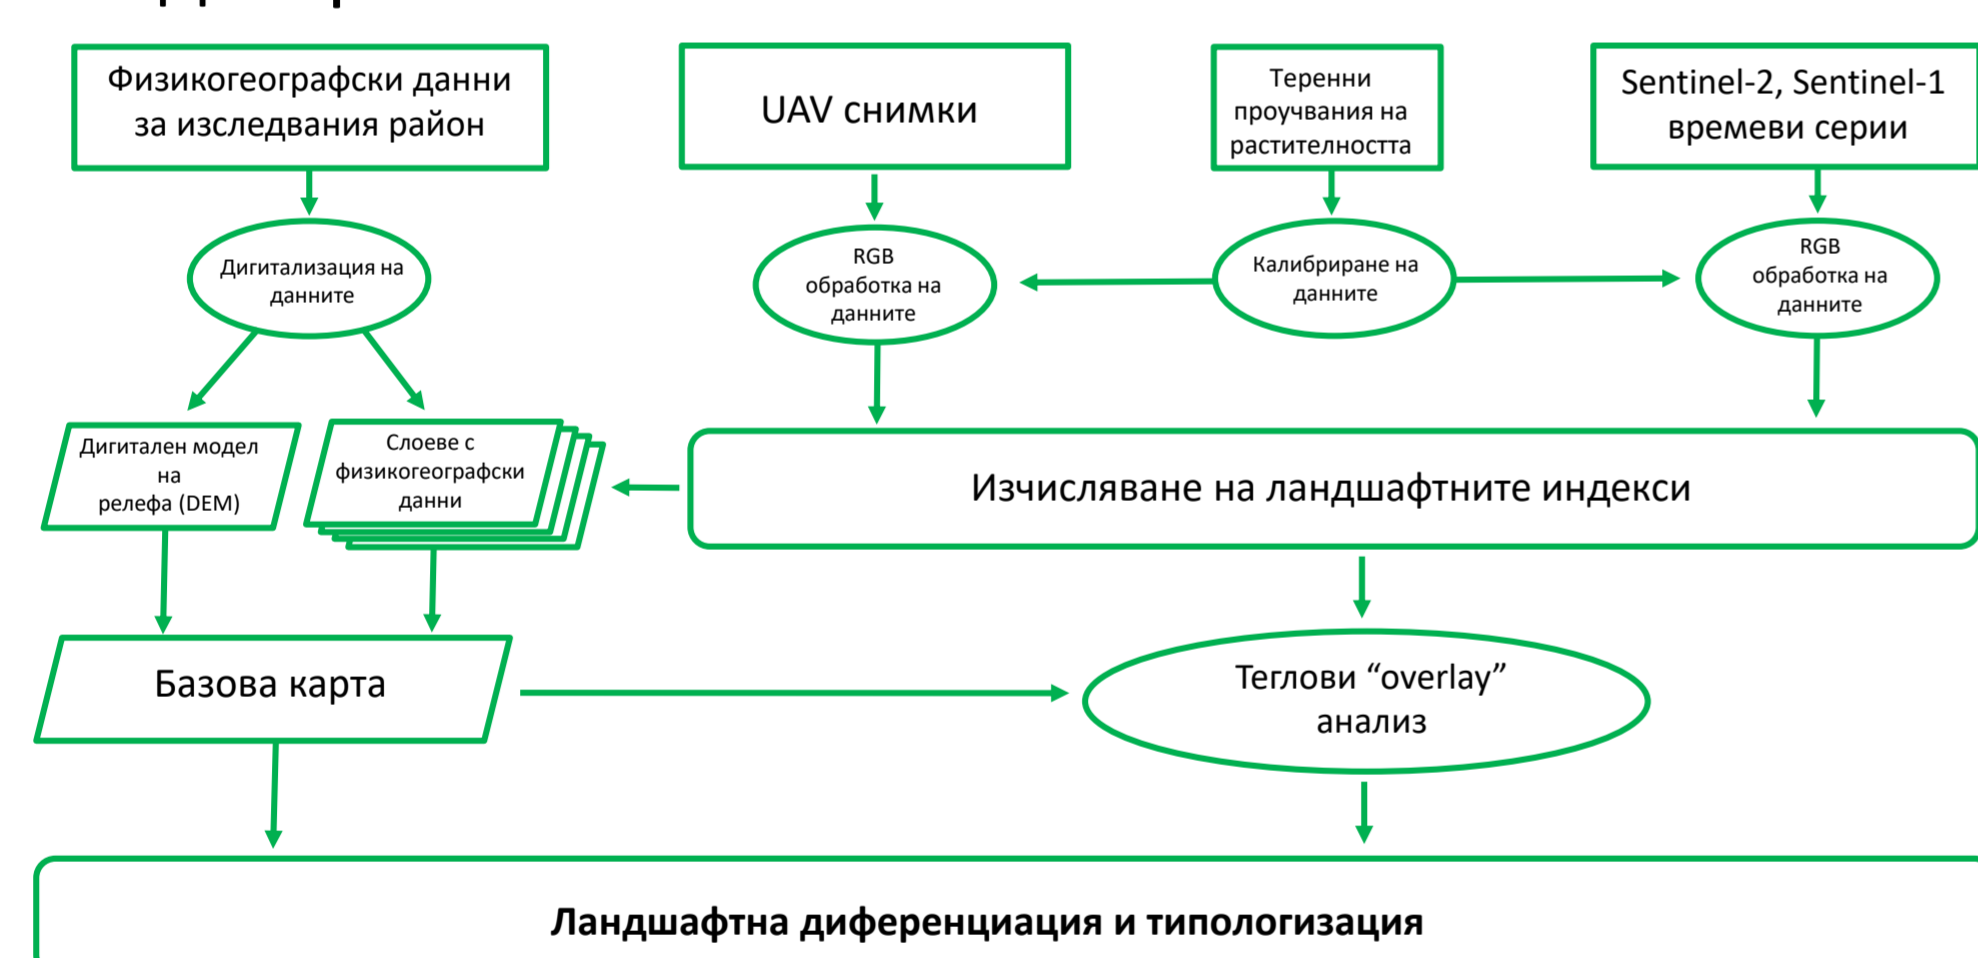 Физикогеографски данни
за изследвания район
UAV снимки
Теренни
проучвания на
растителността
Sentinel-2, Sentinel-1
времеви серии
Дигитализация на
данните
RGB
обработка на
данните
Калибриране на
данните
RGB
обработка на
данните
Дигитален модел
на
релефа (DEM)
Слоеве с
физикогеографски
данни
Изчисляване на ландшафтните индекси
Базова карта
Теглови “overlay”
анализ
Ландшафтна диференциация и типологизация